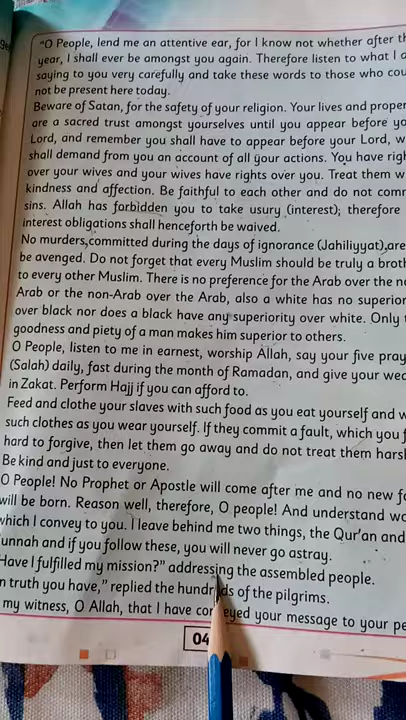 "O People, lend me an attentive ear, for I know not whether after
year, I shall ever be amongst you again. Therefore listen to what I
saying to you very carefully and take these words to those who
not be present here today.
Beware of Satan, for the safety of your religion. Your lives and
are a sacred trust amongst yourselves until you appear before
Lord, and remember you shall have to appear before your Lord,
shall demand from you an account of all your actions. You have
over your wives and your wives have rights over you. Treat them
kindness and affection. Be faithful to each other and do not
sins. Allah has forbidden you to take usury (interest); therefore
interest obligations shall henceforth be waived.
No murders, committed during the days of ignorance (Jahiliyyat), are
be avenged. Do not forget that every Muslim should be truly a
to every other Muslim. There is no preference for the Arab over the
Arab or the non-Arab over the Arab, also a white has no
over black nor does a black have any superiority over white. Only
goodness and piety of a man makes him superior to others.
O People, listen to me in earnest, worship Allah, say your five
(Salah) daily, fast during the month of Ramadan, and give your
in Zakat. Perform Hajj if you can afford to.
Feed and clothe your slaves with such food as you eat yourself and
such clothes as you wear yourself. If they commit a fault, which you
hard to forgive, then let them go away and do not treat them
Be kind and just to everyone.
O People! No Prophet or Apostle will come after me and no new
will be born. Reason well, therefore, O people! And understand
which I convey to you. I leave behind me two things, the Qur'an and
unnah and if you follow these, you will never go astray.
Have I fulfilled my mission?" addressing the assembled people.
n truth you have," replied the hundreds of the pilgrims.
my witness, O Allah, that I have conveyed your message to your
04